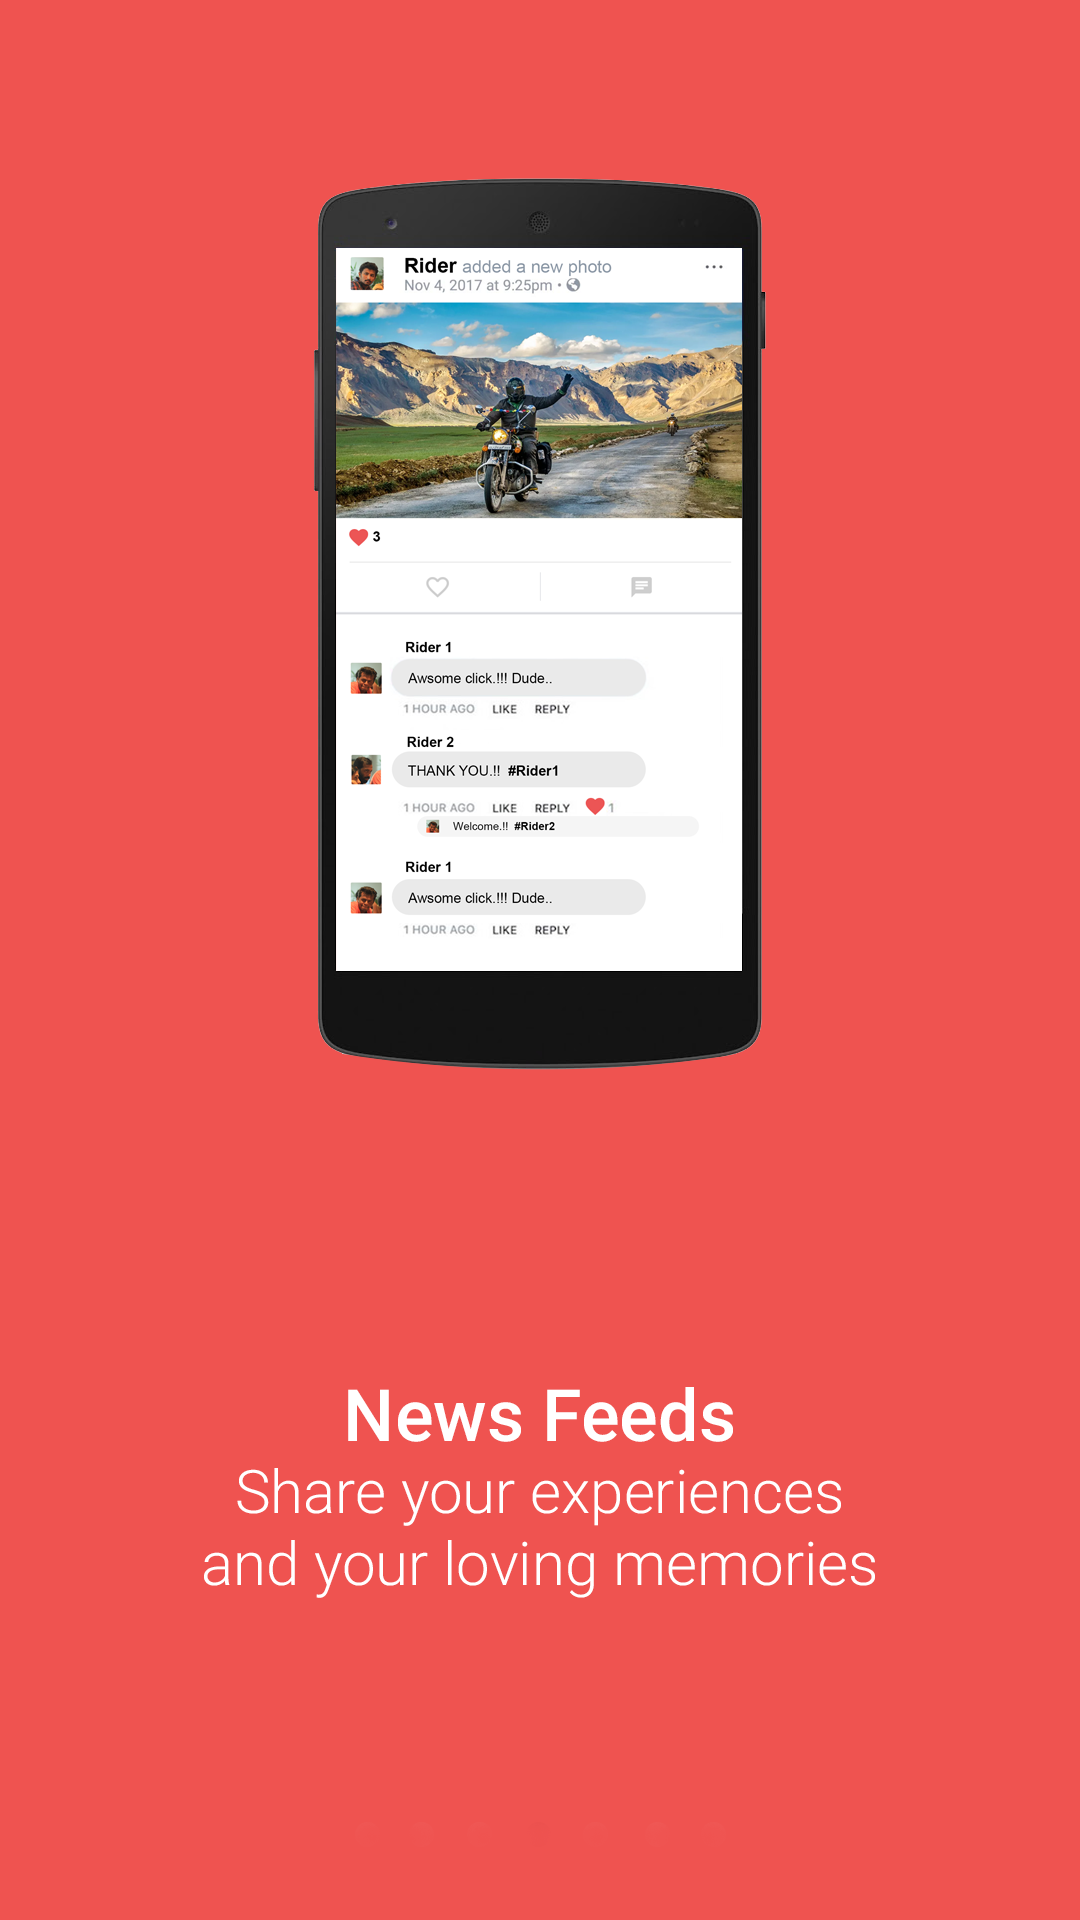 Rider added a new photo
Nov 4, 2017 at 9:25pm •
3
Rider 1
Awsome click.!!! Dude..
1 HOUR AGO LIKE REPLY
Rider 2
THANK YOU.!! #Rider1
1 HOUR AGO LIKE REPLY 1
Welcome.!! #Rider2
Rider 1
Awsome click.!!! Dude..
1 HOUR AGO LIKE REPLY
News Feeds
Share your experiences
and your loving memories